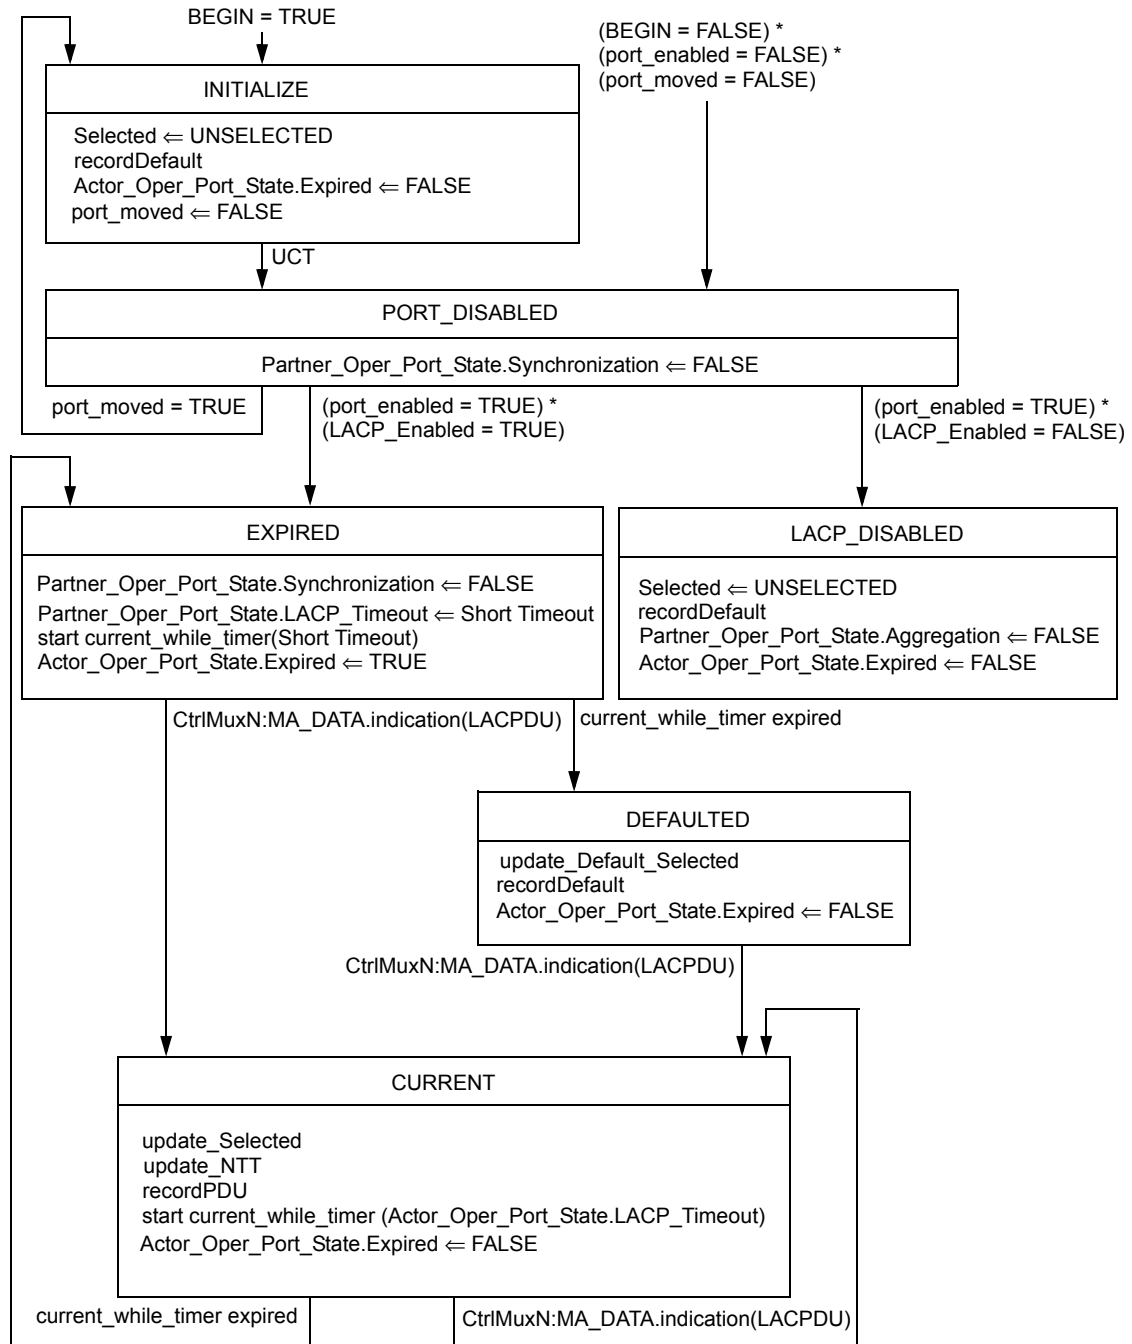 BEGIN = TRUE
(BEGIN = FALSE) *
(port_enabled = FALSE) *
(port_moved = FALSE)
INITIALIZE
Selected ⇐ UNSELECTED
recordDefault
Actor_Oper_Port_State.Expired ⇐ FALSE
port_moved ⇐ FALSE
UCT
PORT_DISABLED
Partner_Oper_Port_State.Synchronization ⇐ FALSE
port_moved = TRUE
(port_enabled = TRUE) *
(LACP_Enabled = TRUE)
(port_enabled = TRUE) *
(LACP_Enabled = FALSE)
EXPIRED
Partner_Oper_Port_State.Synchronization ⇐ FALSE
Partner_Oper_Port_State.LACP_Timeout ⇐ Short Timeout
start current_while_timer(Short Timeout)
Actor_Oper_Port_State.Expired ⇐ TRUE
LACP_DISABLED
Selected ⇐ UNSELECTED
recordDefault
Partner_Oper_Port_State.Aggregation ⇐ FALSE
Actor_Oper_Port_State.Expired ⇐ FALSE
CtrlMuxN:MA_DATA.indication(LACPDU)
current_while_timer expired
DEFAULTED
update_Default_Selected
recordDefault
Actor_Oper_Port_State.Expired ⇐ FALSE
CtrlMuxN:MA_DATA.indication(LACPDU)
CURRENT
update_Selected
update_NTT
recordPDU
start current_while_timer (Actor_Oper_Port_State.LACP_Timeout)
Actor_Oper_Port_State.Expired ⇐ FALSE
current_while_timer expired
CtrlMuxN:MA_DATA.indication(LACPDU)